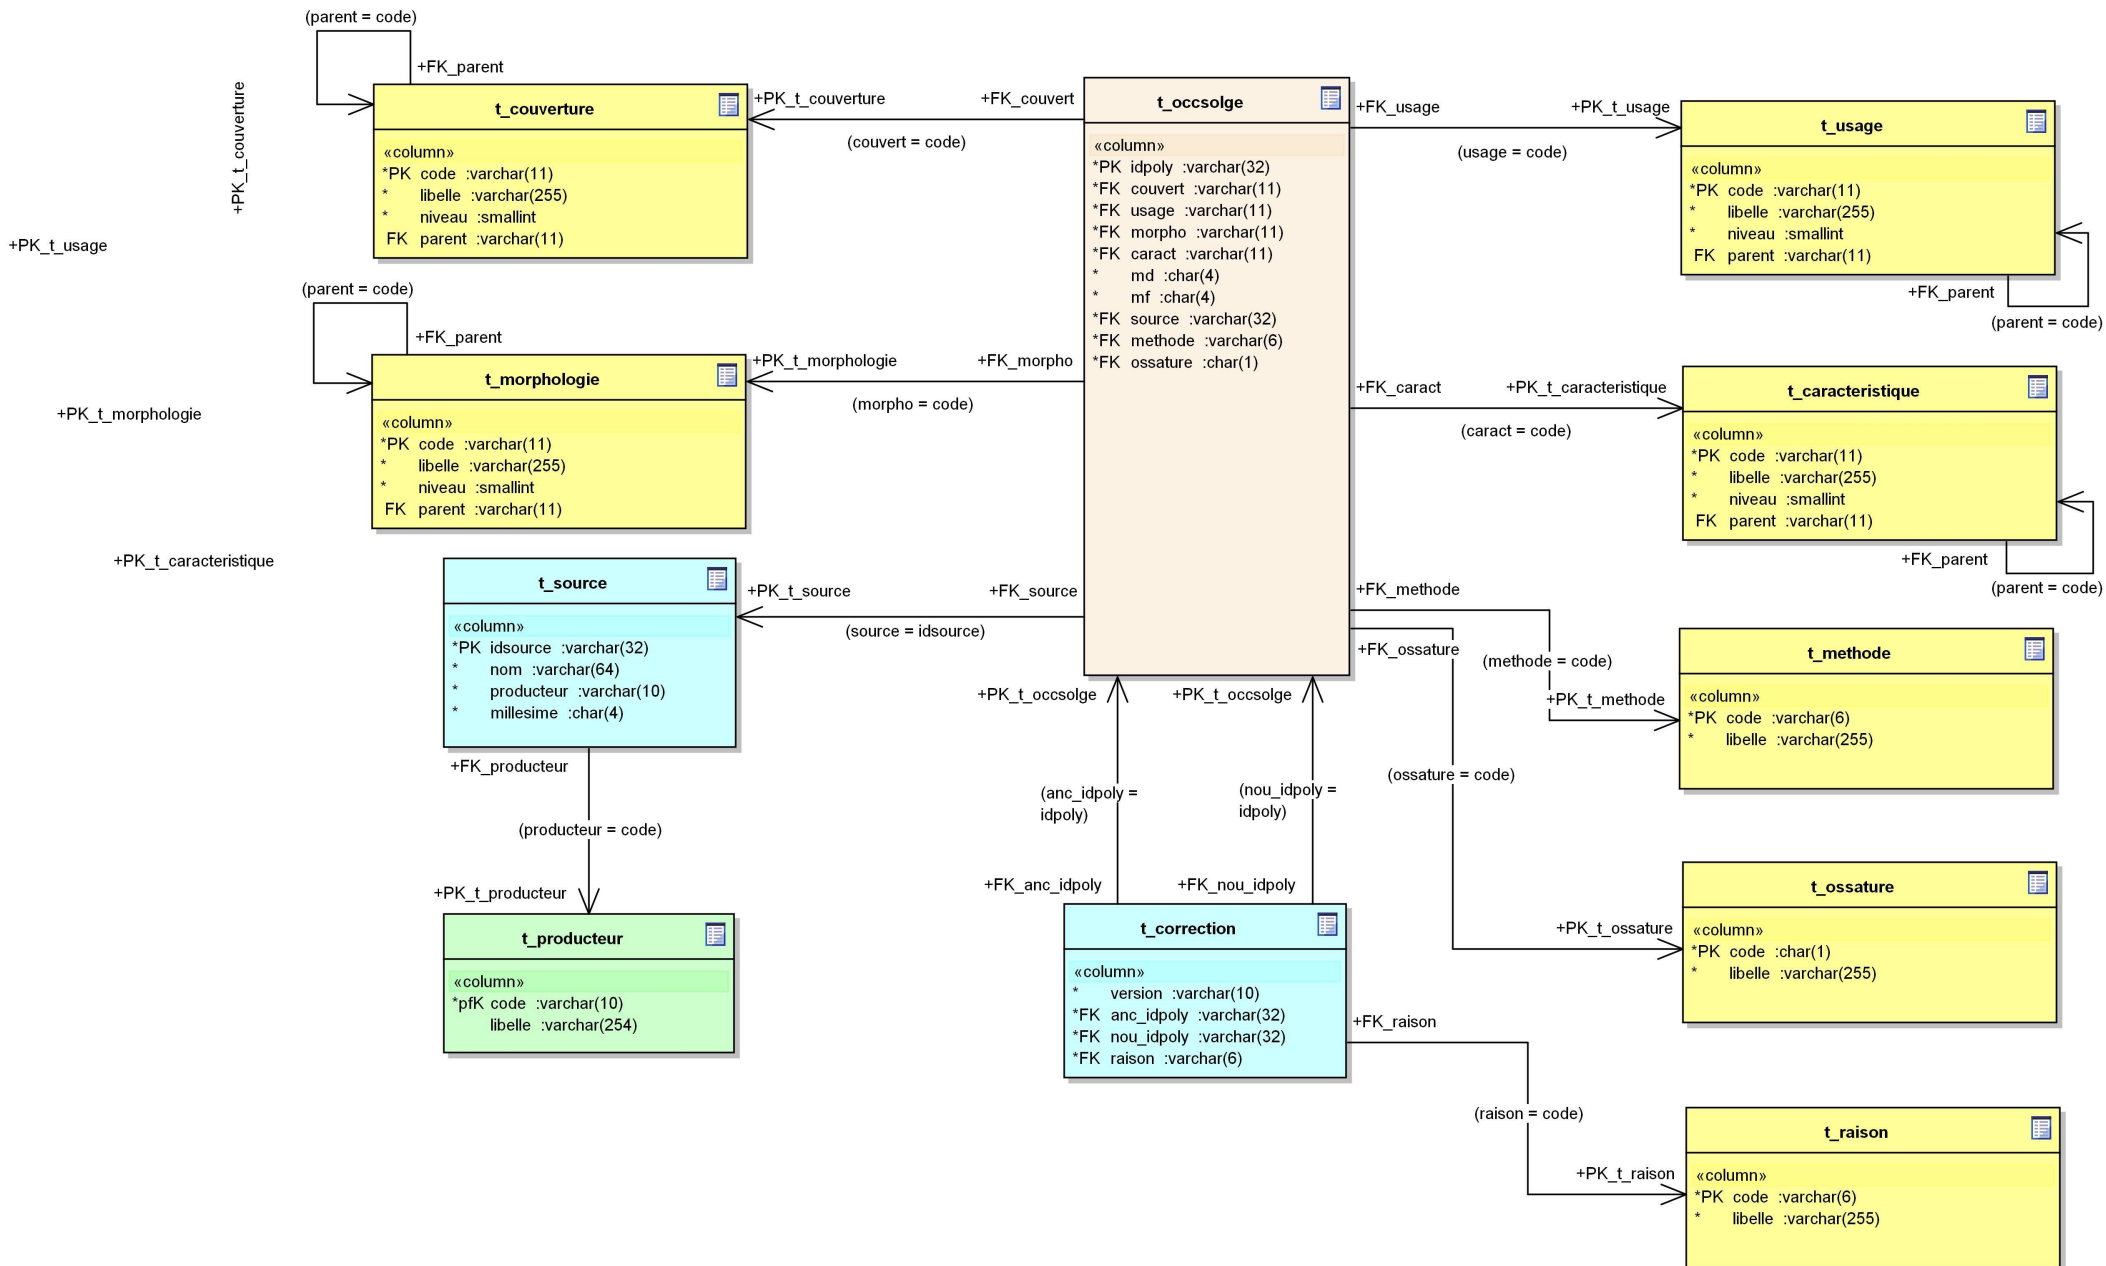 (parent = code)
+FK_parent
+PK_t_couverture
t_couverture
«column»
*PK code :varchar(11)
* libelle :varchar(255)
* niveau :smallint
FK parent :varchar(11)
+PK_t_couverture
+FK_couvert
(couvert = code)
t_occsolge
«column»
*PK idpoly :varchar(32)
*FK couvert :varchar(11)
*FK usage :varchar(11)
*FK morpho :varchar(11)
*FK caract :varchar(11)
* md :char(4)
* mf :char(4)
*FK source :varchar(32)
*FK methode :varchar(6)
*FK ossature :char(1)
+FK_usage
+PK_t_usage
(usage = code)
t_usage
«column»
*PK code :varchar(11)
* libelle :varchar(255)
* niveau :smallint
FK parent :varchar(11)
+FK_parent
(parent = code)
+PK_t_usage
(parent = code)
+FK_parent
t_morphologie
«column»
*PK code :varchar(11)
* libelle :varchar(255)
* niveau :smallint
FK parent :varchar(11)
+PK_t_morphologie
+FK_morpho
(morpho = code)
+FK_caract
+PK_t_caracteristique
(caract = code)
t_caracteristique
«column»
*PK code :varchar(11)
* libelle :varchar(255)
* niveau :smallint
FK parent :varchar(11)
+FK_parent
(parent = code)
+PK_t_morphologie
+PK_t_caracteristique
t_source
«column»
*PK idsource :varchar(32)
* nom :varchar(64)
* producteur :varchar(10)
* millesime :char(4)
+PK_t_source
+FK_source
(source = idsource)
+FK_methode
(methode = code)
+PK_t_methode
t_methode
«column»
*PK code :varchar(6)
* libelle :varchar(255)
+FK_ossature
(ossature = code)
+PK_t_ossature
t_ossature
«column»
*PK code :char(1)
* libelle :varchar(255)
+FK_producteur
(producteur = code)
+PK_t_producteur
t_producteur
«column»
*pfK code :varchar(10)
libelle :varchar(254)
+PK_t_occsolge
+PK_t_occsolge
(anc_idpoly =
idpoly)
(nou_idpoly =
idpoly)
+FK_anc_idpoly
+FK_nou_idpoly
t_correction
«column»
* version :varchar(10)
*FK anc_idpoly :varchar(32)
*FK nou_idpoly :varchar(32)
*FK raison :varchar(6)
+FK_raison
(raison = code)
+PK_t_raison
t_raison
«column»
*PK code :varchar(6)
* libelle :varchar(255)